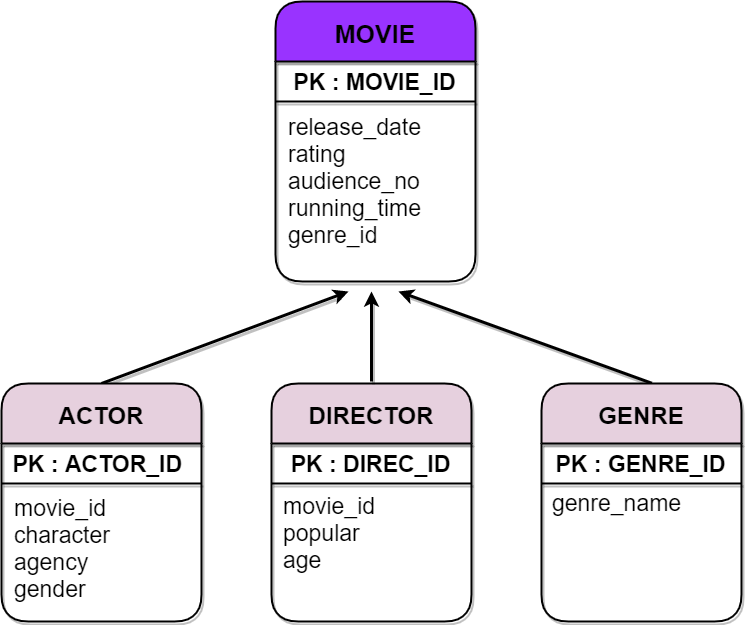 MOVIE
PK : MOVIE_ID
release_date
rating
audience_no
running_time
genre_id
ACTOR
PK : ACTOR_ID
movie_id
character
agency
gender
DIRECTOR
PK : DIREC_ID
movie_id
popular
age
GENRE
PK : GENRE_ID
genre_name